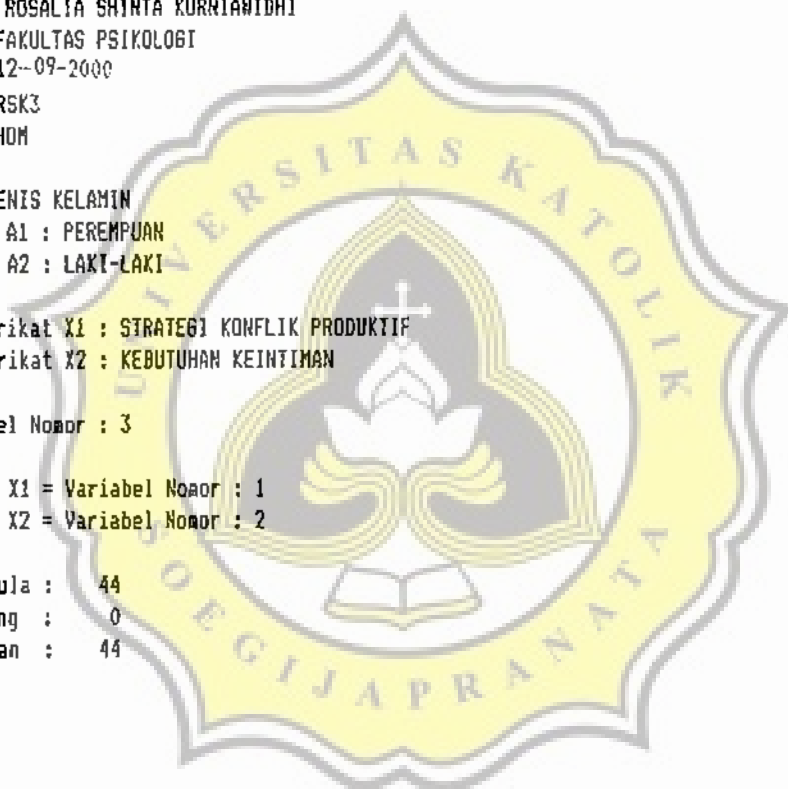 ROSALIA SHINTA KURNIAWIDHI
FAKULTAS PSIKOLOGI
12-09-2000
RSK3
HOM
ENIS KELAMIN
A1 : PEREMPUAN
A2 : LAKI-LAKI
rikat X1 : STRATEGI KONFLIK PRODUKTIF
rikat X2 : KEBUTUHAN KEINTIMAN
el Nomor : 3
X1 = Variabel Nomor : 1
X2 = Variabel Nomor : 2
ula : 44
ng : 0
an : 44
UNIVERSITAS KATOLIK
SOEGIJAPRANATA